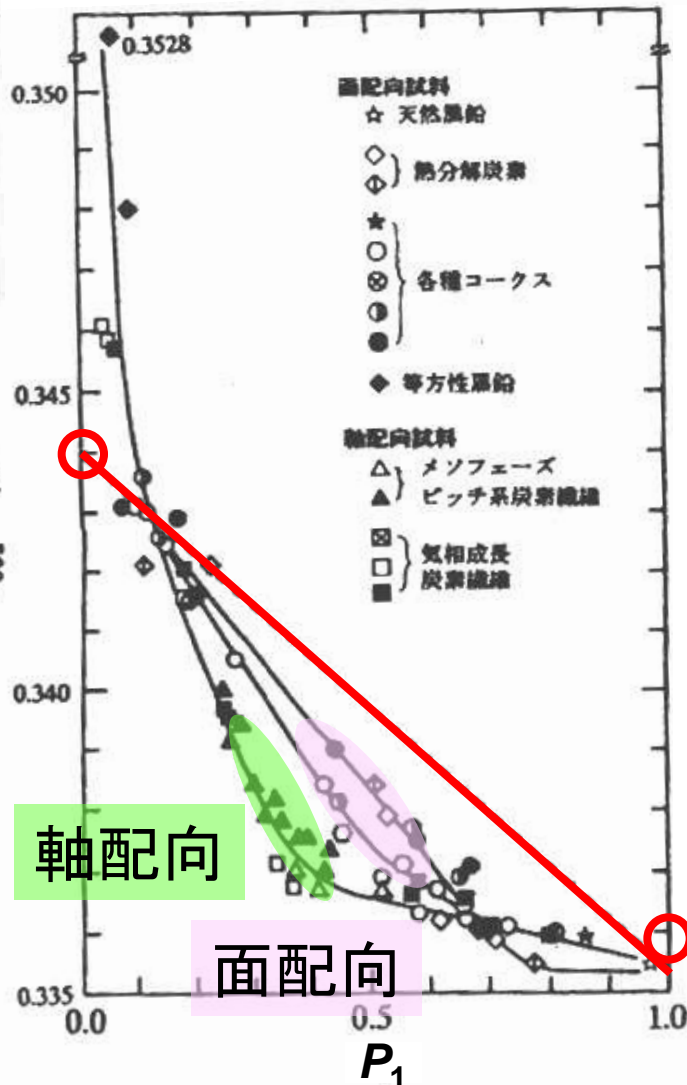 0.3528
0.350
面配向試料
天然黒鉛
熱分解炭素
各種コークス
0.345
等方性黒鉛
軸配向試料
メソフェーズ
ピッチ系炭素繊維
気相成長
炭素繊維
0.340
軸配向
面配向
0.335
0.0
0.5
1.0
P₁